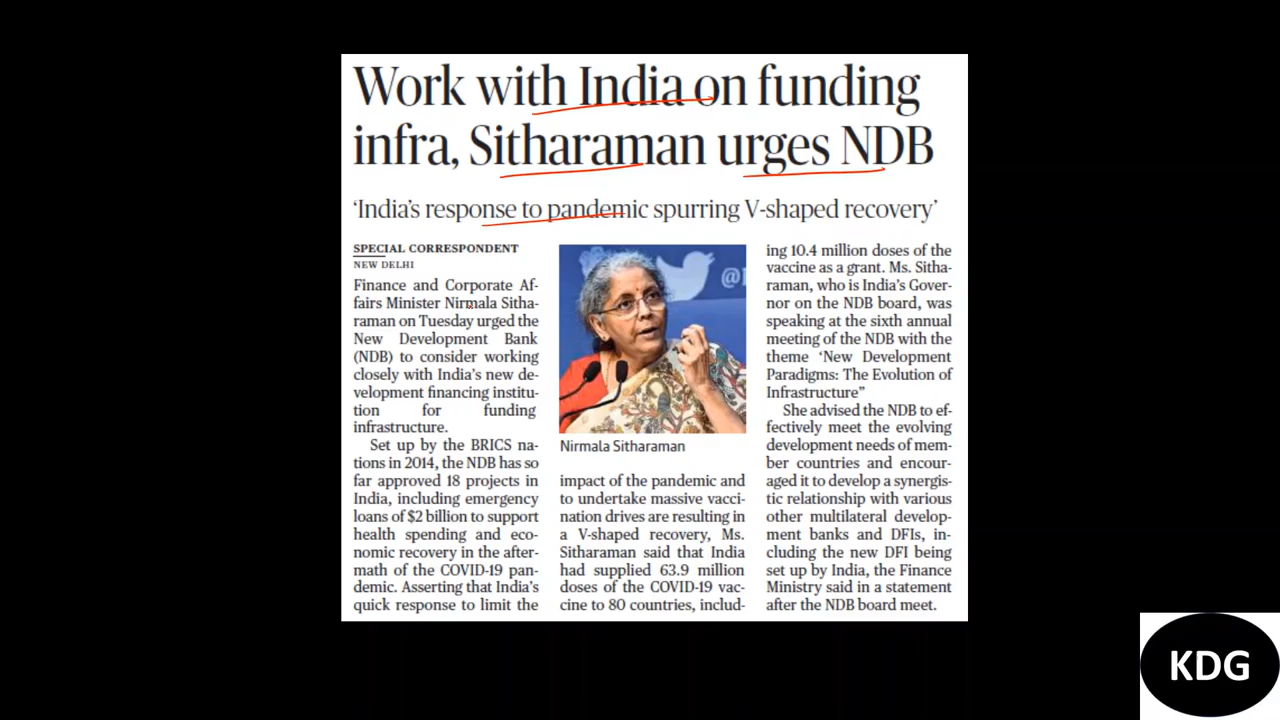 Work with India on funding
infra, Sitharaman urges NDB
‘India’s response to pandemic spurring V-shaped recovery’
SPECIAL CORRESPONDENT
NEW DELHI
Finance and Corporate Af-
fairs Minister Nirmala Sitha-
raman on Tuesday urged the
New Development Bank
(NDB) to consider working
closely with India’s new de-
velopment financing institu-
tion for funding
infrastructure.
Set up by the BRICS na-
tions in 2014, the NDB has so
far approved 18 projects in
India, including emergency
loans of $2 billion to support
health spending and eco-
nomic recovery in the after-
math of the COVID-19 pan-
demic. Asserting that India’s
quick response to limit the
@
Nirmala Sitharaman
impact of the pandemic and
to undertake massive vacci-
nation drives are resulting in
a V-shaped recovery, Ms.
Sitharaman said that India
had supplied 63.9 million
doses of the COVID-19 vac-
cine to 80 countries, includ-
ing 10.4 million doses of the
vaccine as a grant. Ms. Sitha-
raman, who is India’s Gover-
nor on the NDB board, was
speaking at the sixth annual
meeting of the NDB with the
theme ‘New Development
Paradigms: The Evolution of
Infrastructure”
She advised the NDB to ef-
fectively meet the evolving
development needs of mem-
ber countries and encour-
aged it to develop a synergis-
tic relationship with various
other multilateral develop-
ment banks and DFIs, in-
cluding the new DFI being
set up by India, the Finance
Ministry said in a statement
after the NDB board meet.
KDG